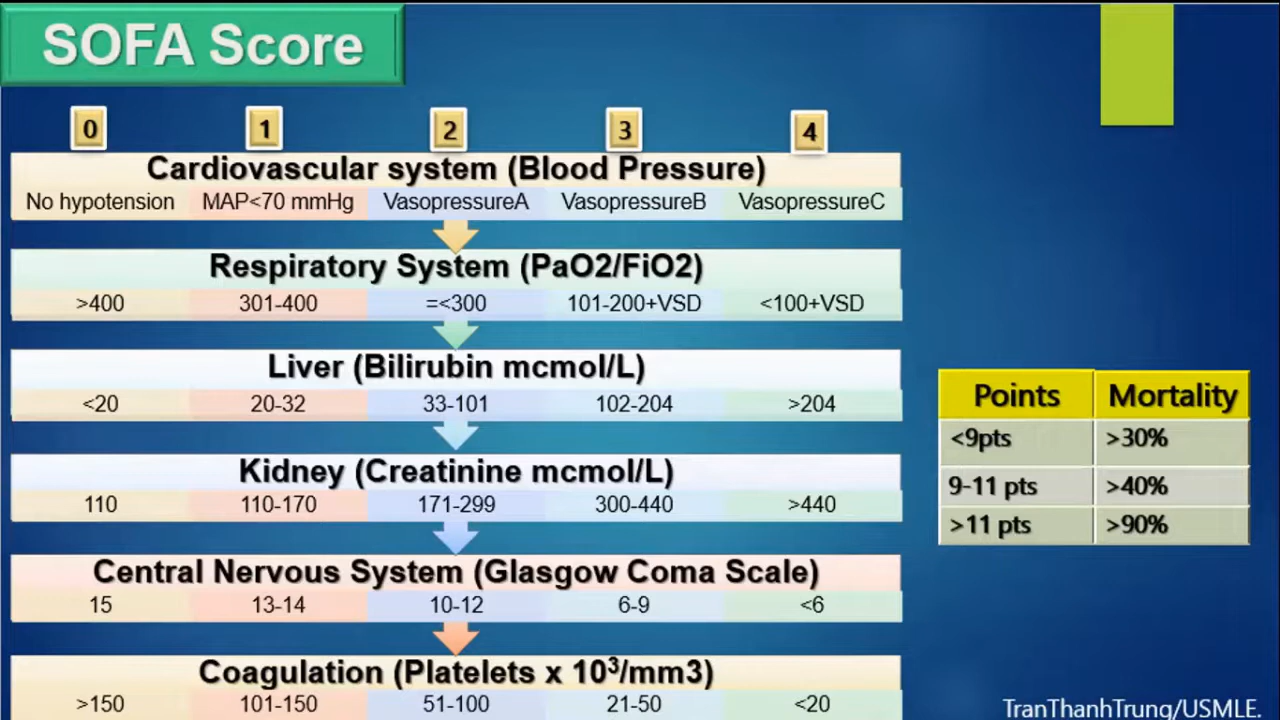 SOFA Score
0 1 2 3 4
Cardiovascular system (Blood Pressure)
No hypotension MAP<70 mmHg VasopressureA VasopressureB VasopressureC
Respiratory System (PaO2/FiO2)
>400 301-400 =<300 101-200+VSD <100+VSD
Liver (Bilirubin mcmol/L)
<20 20-32 33-101 102-204 >204
Kidney (Creatinine mcmol/L)
110 110-170 171-299 300-440 >440
Central Nervous System (Glasgow Coma Scale)
15 13-14 10-12 6-9 <6
Coagulation (Platelets x 10³/mm3)
>150 101-150 51-100 21-50 <20
Points Mortality
<9pts >30%
9-11 pts >40%
>11 pts >90%
TranThanhTrung/USMLE.